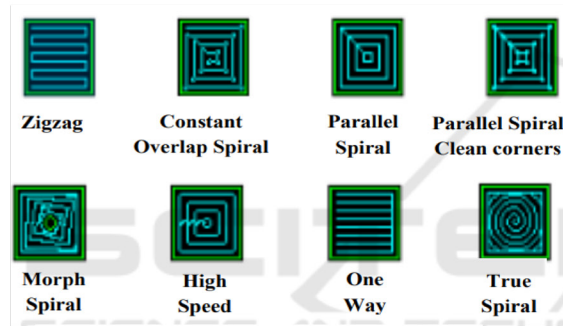 Zigzag
Constant
Overlap Spiral
Parallel
Spiral
Parallel Spiral
Clean corners
Morph
Spiral
High
Speed
One
Way
True
Spiral